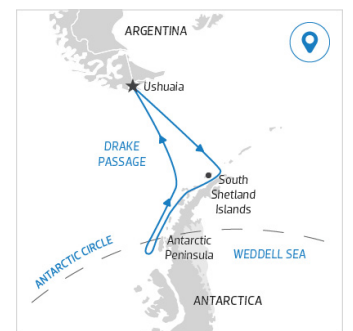 ARGENTINA
Ushuaia
DRAKE
PASSAGE
South
Shetland
Islands
ANTARCTIC CIRCLE
Antarctic
Peninsula
WEDDELL SEA
ANTARCTICA